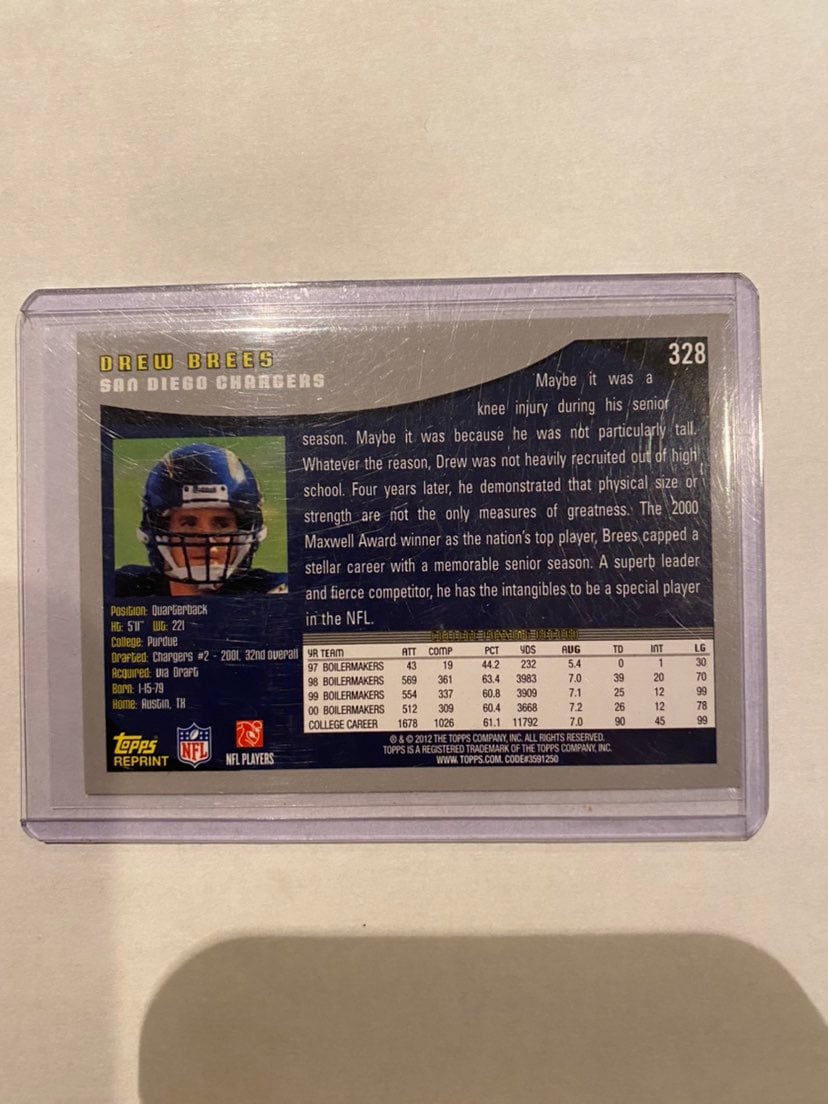 DREW BREES
328
SAN DIEGO CHARGERS
Maybe it was a
knee injury during his senior
season. Maybe it was because he was not particularly tall.
Whatever the reason, Drew was not heavily recruited out of high
school. Four years later, he demonstrated that physical size or
strength are not the only measures of greatness. The 2000
Maxwell Award winner as the nation's top player, Brees capped a
stellar career with a memorable senior season. A superb leader
and fierce competitor, he has the intangibles to be a special player
in the NFL.
Position: Quarterback
Ht: 5'11" Wt: 221
College: Purdue
Drafted: Chargers #2 - 2001, 32nd overall
Acquired: via Draft
Born: 1-15-79
Home: Austin, TX
YR TEAM ATT COMP PCT YDS AVG TD INT LG
97 BOILERMAKERS 43 19 44.2 232 5.4 0 1 30
98 BOILERMAKERS 569 361 63.4 3983 7.0 39 20 70
99 BOILERMAKERS 554 337 60.8 3909 7.1 25 12 99
00 BOILERMAKERS 512 309 60.4 3668 7.2 26 12 78
COLLEGE CAREER 1678 1026 61.1 11792 7.0 90 45 99
Topps
REPRINT
NFL
NFL PLAYERS
® & © 2012 THE TOPPS COMPANY, INC. ALL RIGHTS RESERVED.
TOPPS IS A REGISTERED TRADEMARK OF THE TOPPS COMPANY, INC.
WWW.TOPPS.COM. CODE#3591250